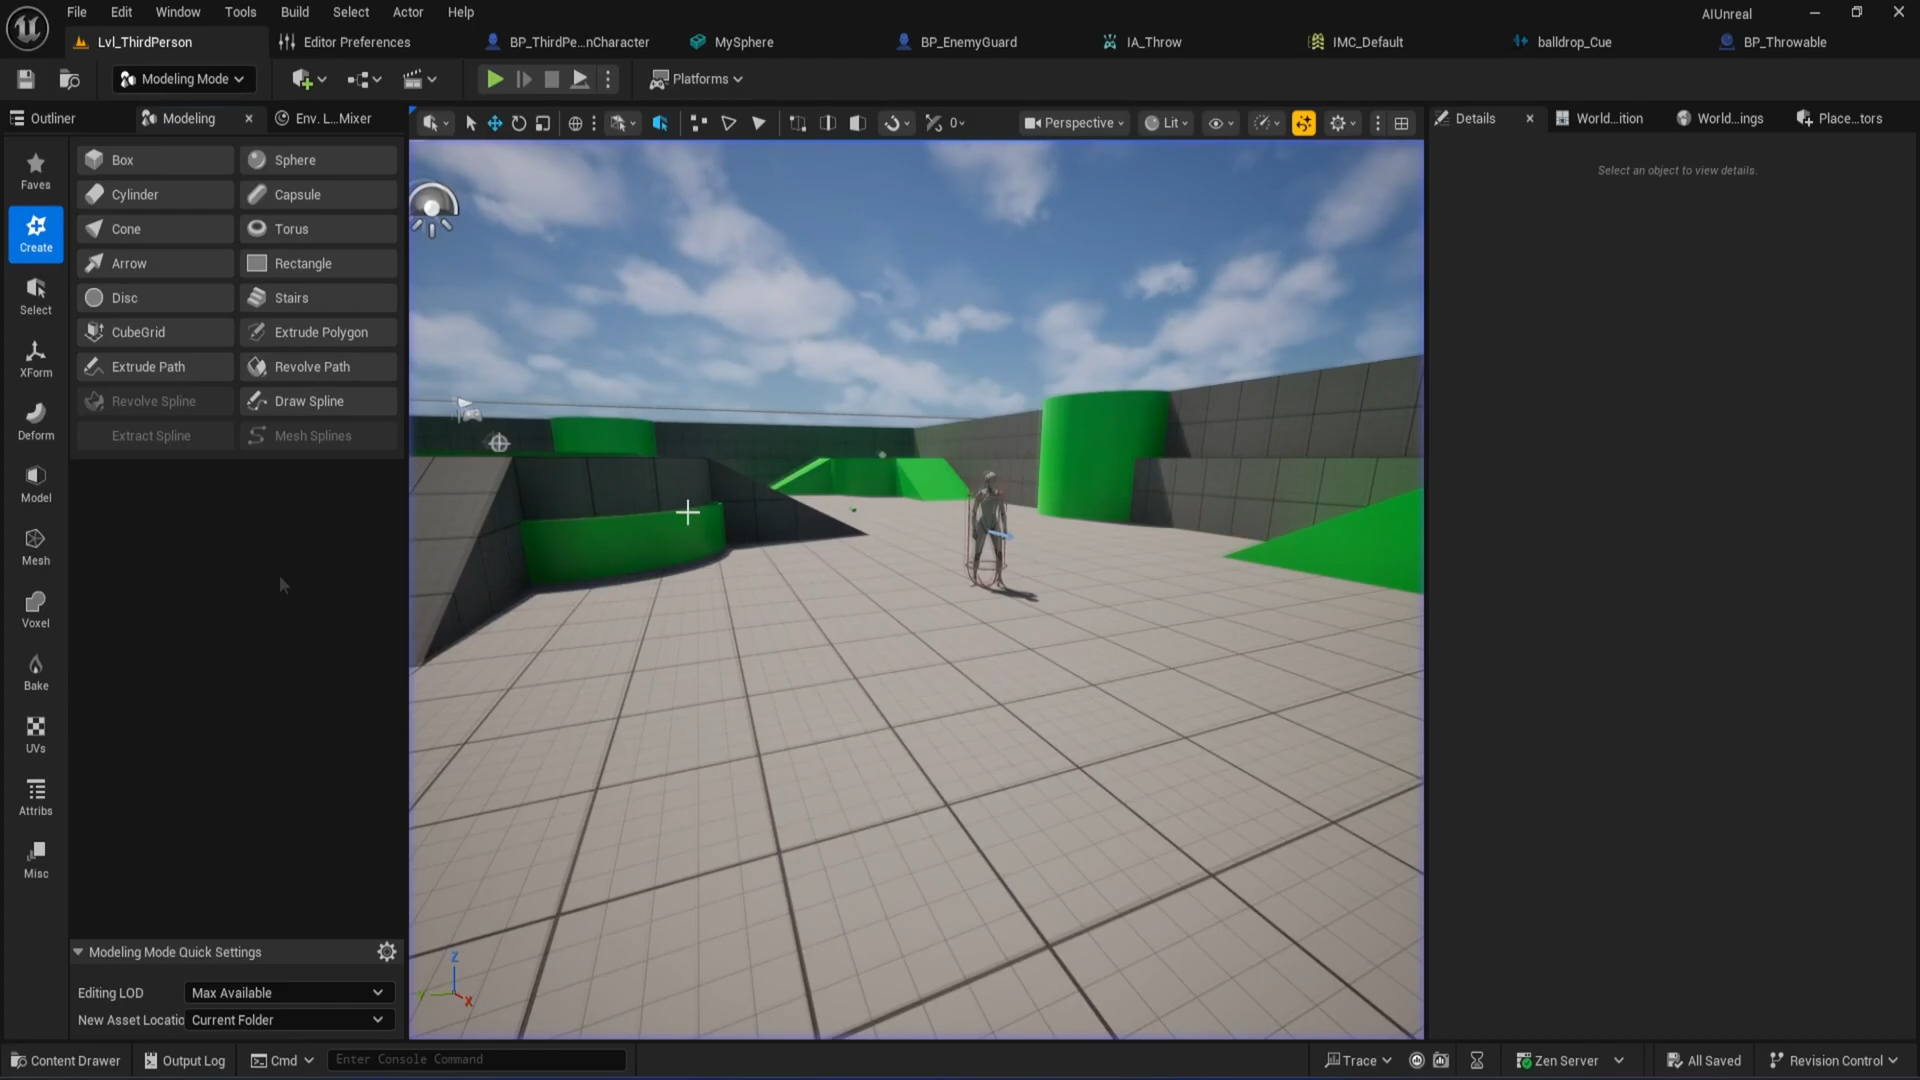 File Edit Window Tools Build Select Actor Help
AIUnreal
Lvl_ThirdPerson Editor Preferences BP_ThirdPe...nCharacter MySphere BP_EnemyGuard IA_Throw IMC_Default balldrop_Cue BP_Throwable
Modeling Mode Platforms
Outliner Modeling Env. L...Mixer
0 Perspective Lit
Details World...ition World...ings Place...tors
Select an object to view details.
Faves
Create
Select
XForm
Deform
Model
Mesh
Voxel
Bake
UVs
Attribs
Misc
Box Sphere
Cylinder Capsule
Cone Torus
Arrow Rectangle
Disc Stairs
CubeGrid Extrude Polygon
Extrude Path Revolve Path
Revolve Spline Draw Spline
Extract Spline Mesh Splines
Z
Y X
Modeling Mode Quick Settings
Editing LOD Max Available
New Asset Locatio Current Folder
Content Drawer Output Log Cmd Enter Console Command Trace Zen Server All Saved Revision Control